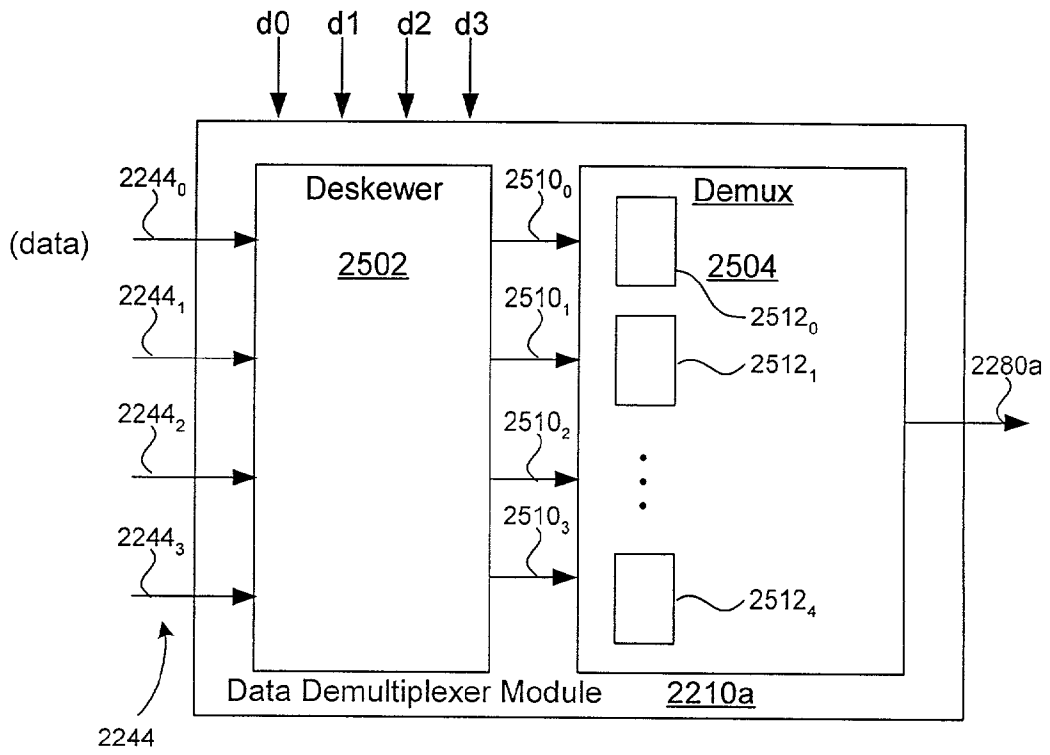 d0 d1 d2 d3
2244₀ Deskewer 2510₀ Demux
(data) 2502 2504
2512₀
2244₁ 2510₁
2512₁
2280a
2244₂ 2510₂
2244₃ 2510₃
2512₄
Data Demultiplexer Module 2210a
2244